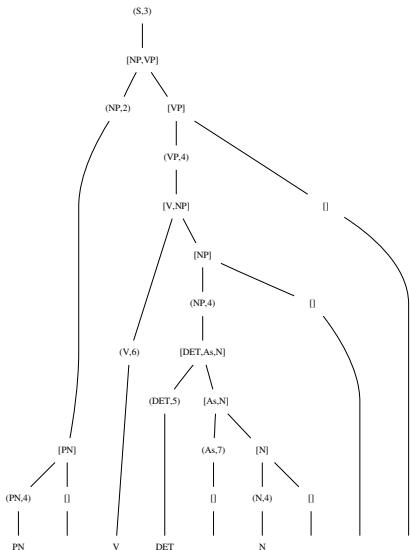 (S,3)
[NP,VP]
(NP,2) [VP]
(VP,4)
[V,NP] []
[NP]
(NP,4) []
(V,6) [DET,As,N]
(DET,5) [As,N]
[PN] (As,7) [N]
(PN,4) [] [] (N,4) []
PN V DET N